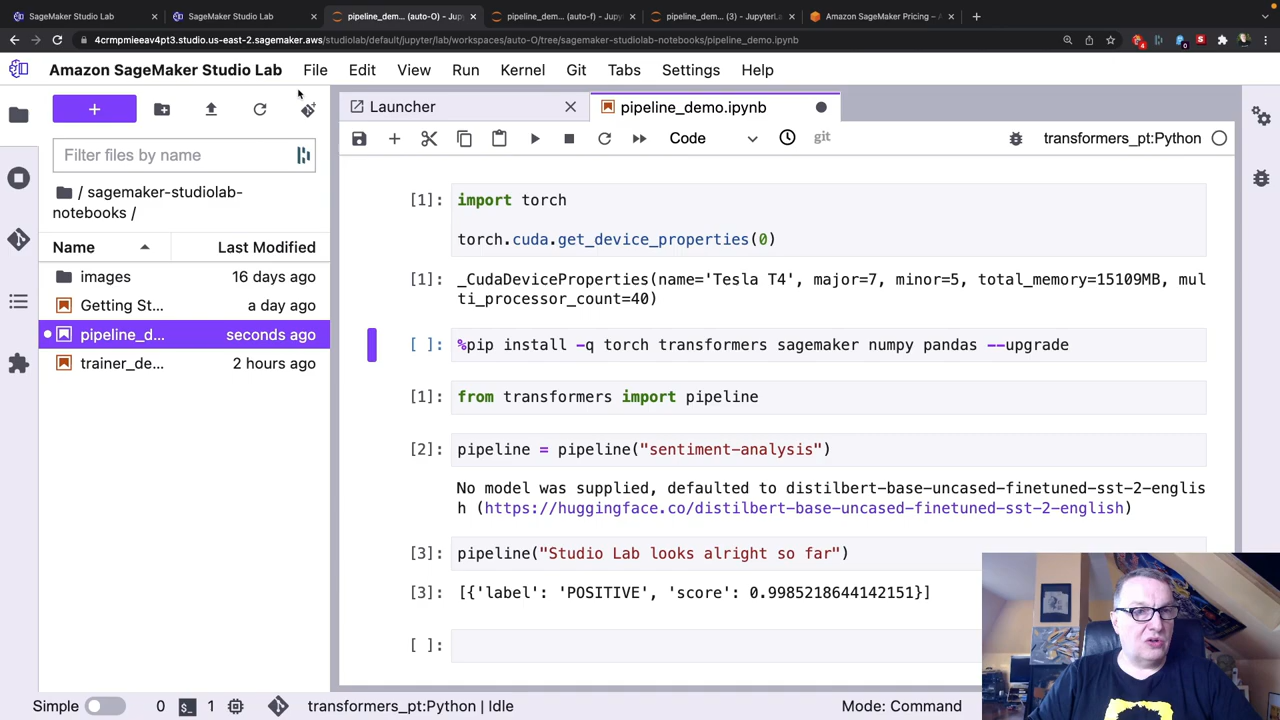 SageMaker Studio Lab
SageMaker Studio Lab
pipeline_dem... (auto-O) - Jup
pipeline_dem... (auto-f) - Jup
pipeline_dem... (3) - JupyterLa
Amazon SageMaker Pricing – A
4crmpmieeav4pt3.studio.us-east-2.sagemaker.aws/studiolab/default/jupyter/lab/workspaces/auto-O/tree/sagemaker-studiolab-notebooks/pipeline_demo.ipynb
Amazon SageMaker Studio Lab
File
Edit
View
Run
Kernel
Git
Tabs
Settings
Help
Launcher
pipeline_demo.ipynb
Code
git
transformers_pt:Python
Filter files by name
/ sagemaker-studiolab-
notebooks /
Name
Last Modified
images
16 days ago
Getting St...
a day ago
pipeline_d...
seconds ago
trainer_de...
2 hours ago
[1]: import torch
torch.cuda.get_device_properties(0)
[1]: _CudaDeviceProperties(name='Tesla T4', major=7, minor=5, total_memory=15109MB, mul
ti_processor_count=40)
[ ]: %pip install -q torch transformers sagemaker numpy pandas --upgrade
[1]: from transformers import pipeline
[2]: pipeline = pipeline("sentiment-analysis")
No model was supplied, defaulted to distilbert-base-uncased-finetuned-sst-2-englis
h (https://huggingface.co/distilbert-base-uncased-finetuned-sst-2-english)
[3]: pipeline("Studio Lab looks alright so far")
[3]: [{'label': 'POSITIVE', 'score': 0.9985218644142151}]
[ ]:
Simple
0
1
transformers_pt:Python | Idle
Mode: Command